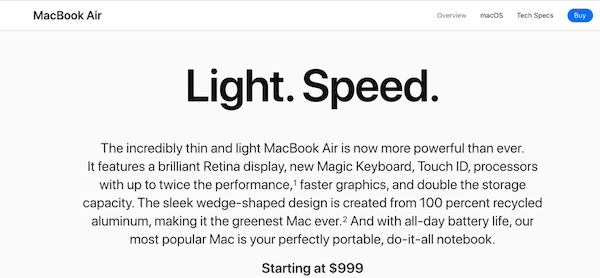 MacBook Air
Overview macOS Tech Specs Buy
Light. Speed.
The incredibly thin and light MacBook Air is now more powerful than ever.
It features a brilliant Retina display, new Magic Keyboard, Touch ID, processors
with up to twice the performance,¹ faster graphics, and double the storage
capacity. The sleek wedge-shaped design is created from 100 percent recycled
aluminum, making it the greenest Mac ever.² And with all-day battery life, our
most popular Mac is your perfectly portable, do-it-all notebook.
Starting at $999